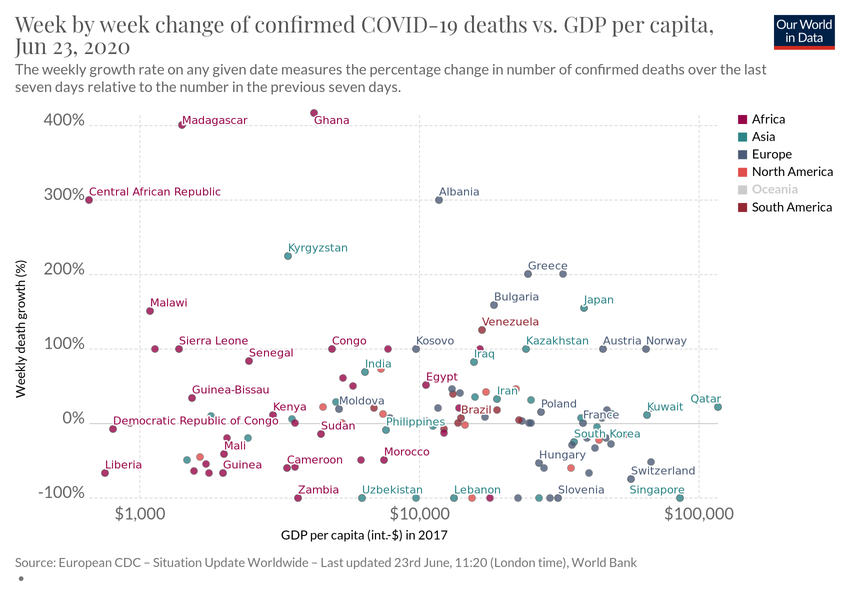 Week by week change of confirmed COVID-19 deaths vs. GDP per capita,
Jun 23, 2020
Our World
in Data
The weekly growth rate on any given date measures the percentage change in number of confirmed deaths over the last
seven days relative to the number in the previous seven days.
Africa
Asia
Europe
North America
Oceania
South America
Weekly death growth (%)
400%
300%
200%
100%
0%
-100%
Madagascar
Ghana
Central African Republic
Albania
Kyrgyzstan
Greece
Malawi
Bulgaria
Japan
Venezuela
Sierra Leone
Congo
Kosovo
Kazakhstan
Austria
Norway
Senegal
Iraq
India
Egypt
Guinea-Bissau
Iran
Moldova
Qatar
Kenya
Brazil
Poland
Kuwait
Democratic Republic of Congo
Sudan
Philippines
France
South Korea
Mali
Liberia
Guinea
Cameroon
Morocco
Hungary
Switzerland
Zambia
Uzbekistan
Lebanon
Slovenia
Singapore
$1,000
$10,000
$100,000
GDP per capita (int.-$) in 2017
Source: European CDC – Situation Update Worldwide – Last updated 23rd June, 11:20 (London time), World Bank